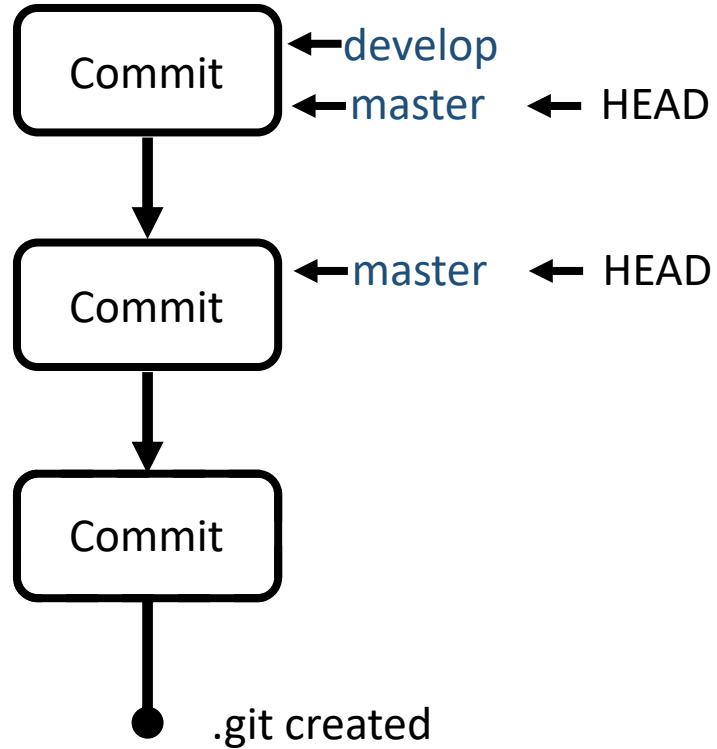 Commit
develop
master HEAD
Commit
master HEAD
Commit
.git created